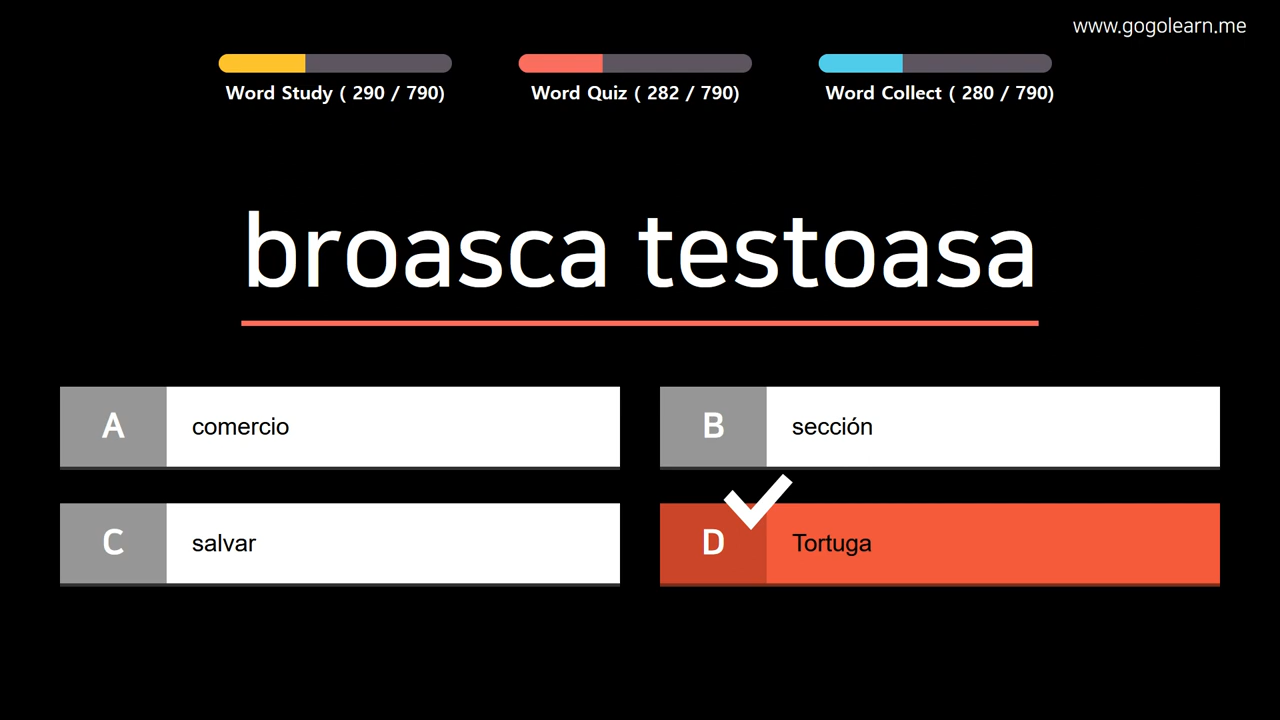 www.gogolearn.me
Word Study ( 290 / 790)
Word Quiz ( 282 / 790)
Word Collect ( 280 / 790)
broasca testoasa
A comercio
B sección
C salvar
D Tortuga